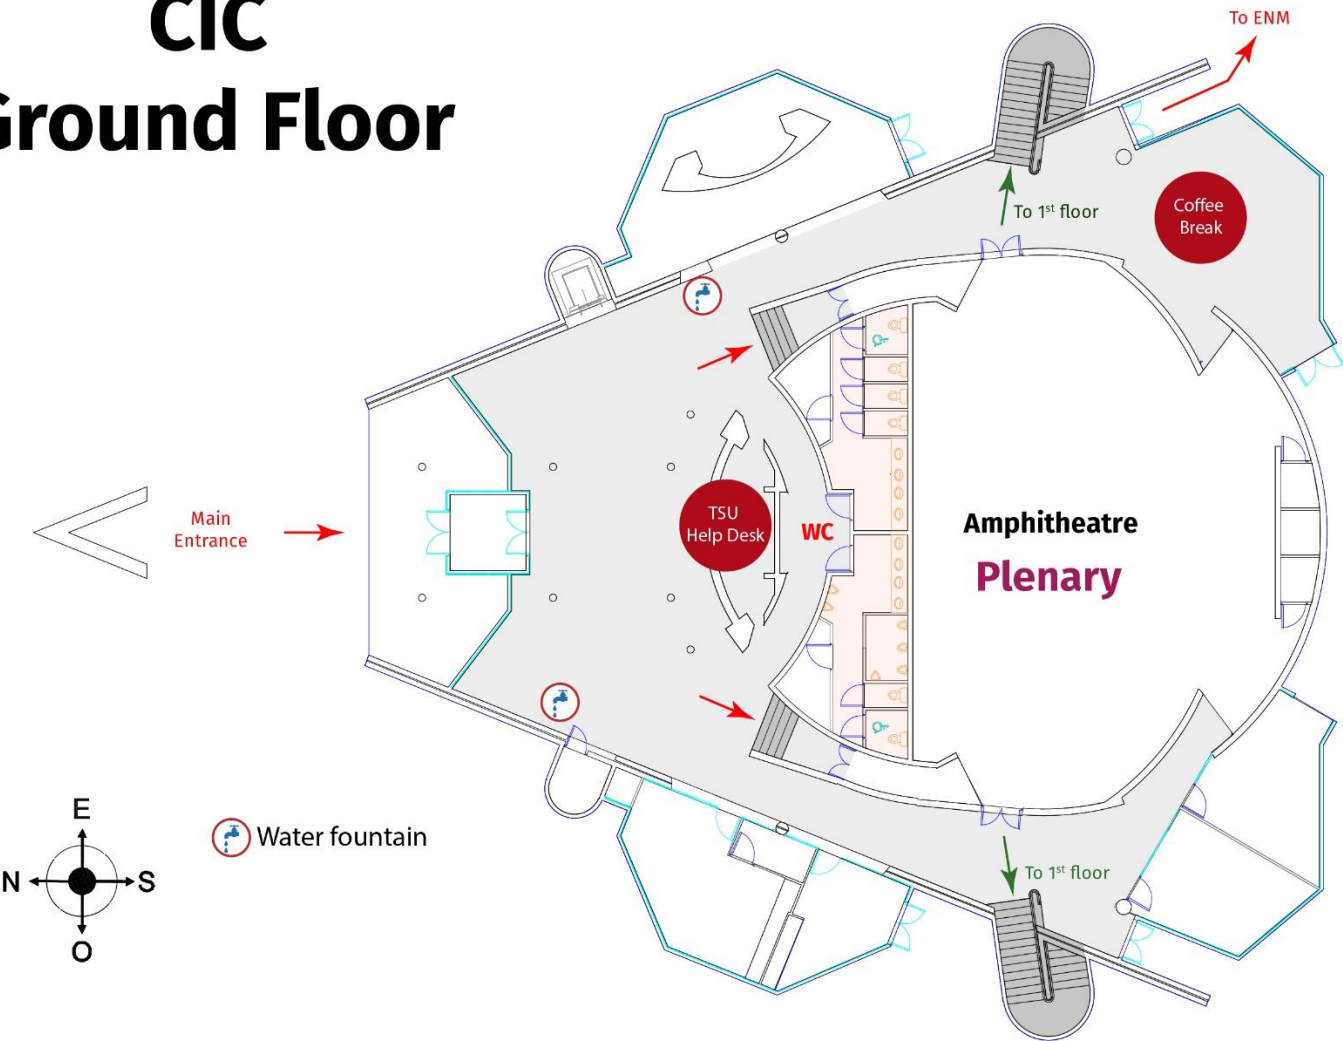 CIC
Ground Floor
To ENM
To 1st floor
Coffee
Break
Main
Entrance
TSU
Help Desk
WC
Amphitheatre
Plenary
To 1st floor
E
N
S
O
Water fountain